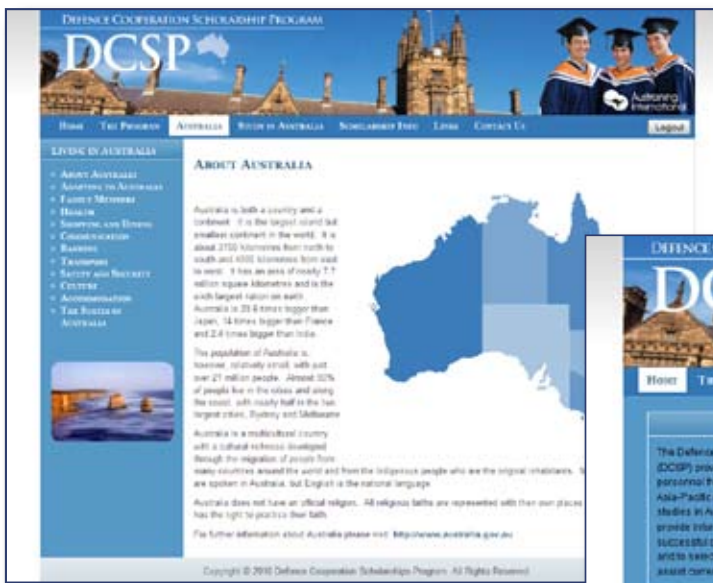 DEFENCE COOPERATION SCHOLARSHIP PROGRAM
DCSP
Austraining
International
HOME THE PROGRAM AUSTRALIA STUDY IN AUSTRALIA SCHOLARSHIP INFO LINKS CONTACT US
Logout
LIVING IN AUSTRALIA
ABOUT AUSTRALIA
ADAPTING TO AUSTRALIA
FAMILY MEMBERS
HEALTH
SHOPPING AND DINING
COMMUNICATION
BANKING
TRANSPORT
SAFETY AND SECURITY
CULTURE
ACCOMMODATION
THE STATES OF
AUSTRALIA
ABOUT AUSTRALIA
Australia is both a country and a
continent. It is the largest island but
smallest continent in the world. It is
about 3700 kilometres from north to
south and 4000 kilometres from east
to west. It has an area of nearly 7.7
million square kilometres and is the
sixth largest nation on earth.
Australia is 20.6 times bigger than
Japan, 14 times bigger than France
and 2.4 times bigger than India.
The population of Australia is,
however, relatively small, with just
over 21 million people. Almost
of people live in the cities and along
the coast, with nearly half in the two
largest cities, Sydney and Melbourne
Australia is a multicultural country
with a cultural richness developed
through the migration of people from
many countries around the world and from the Indigenous people who are the original inhabitants.
are spoken in Australia, but English is the national language.
Australia does not have an official religion. All religious faiths are represented with their own places
has the right to practise their faith.
For further information about Australia please visit: http://www.australia.gov.au
Copyright © 2010 Defence Cooperation Scholarships Program. All Rights Reserved
DEFENCE
HOME
The Defence
(DCSP)
personnel
Asia-Pacific
studies in
provide
successful
and to select
assist